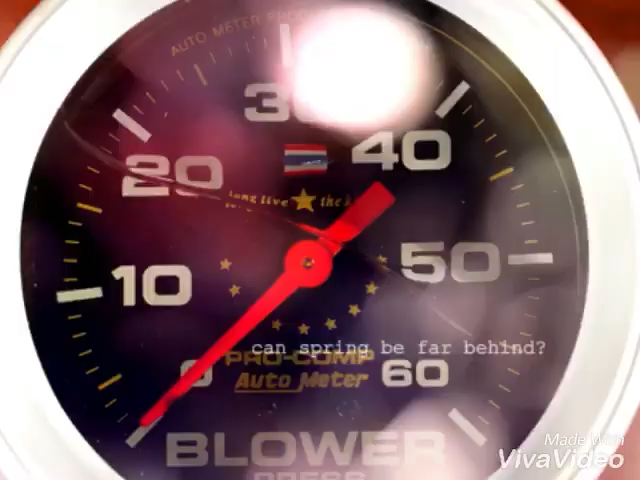 AUTO METER
30
40
20
long live the
50
10
can spring be far behind?
PRO-COMP
0
60
Auto Meter
BLOWER
PRESS
Made With
VivaVideo